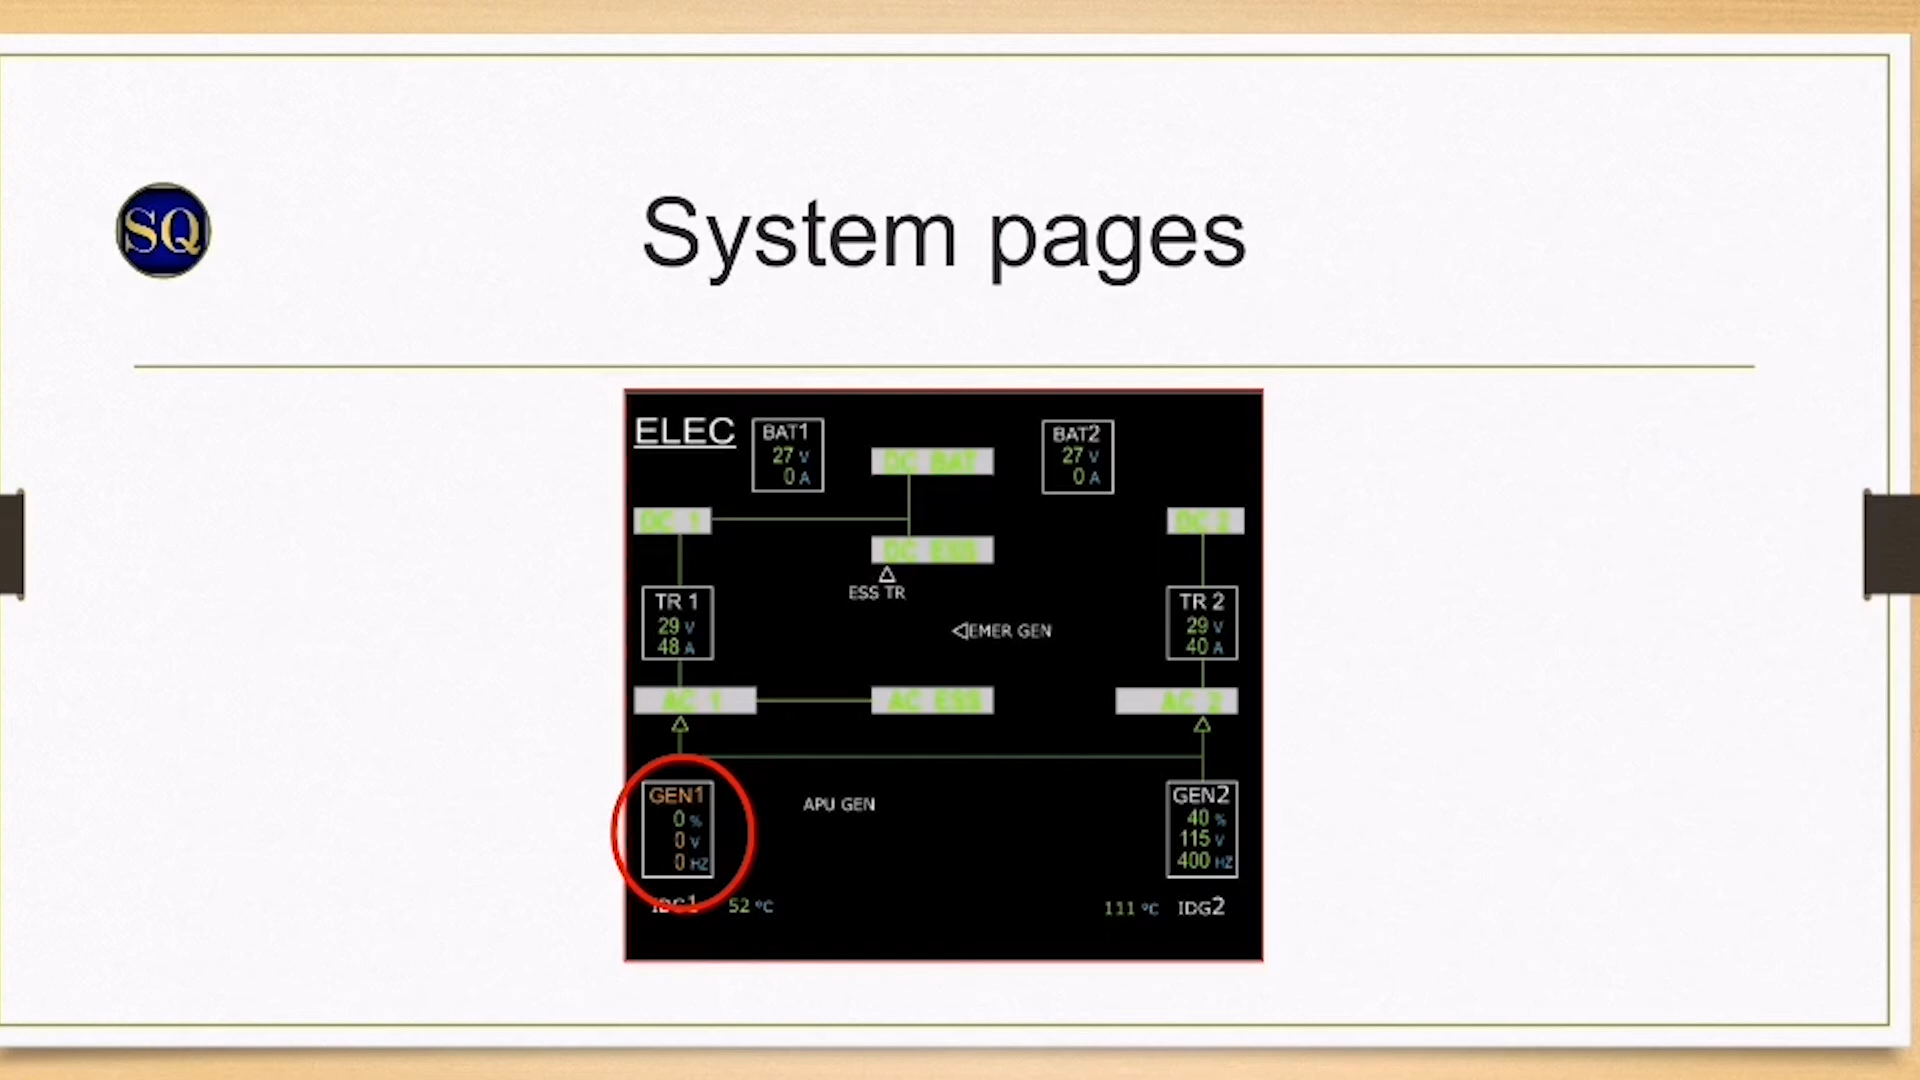 SQ
System pages
ELEC
BAT1
27 V
0 A
DC BAT
BAT2
27 V
0 A
DC 1
DC 2
DC ESS
ESS TR
TR 1
29 V
48 A
EMER GEN
TR 2
29 V
40 A
AC 1
AC ESS
AC 2
GEN1
0 %
0 V
0 HZ
APU GEN
GEN2
40 %
115 V
400 HZ
IDG1
52 °C
111 °C
IDG2